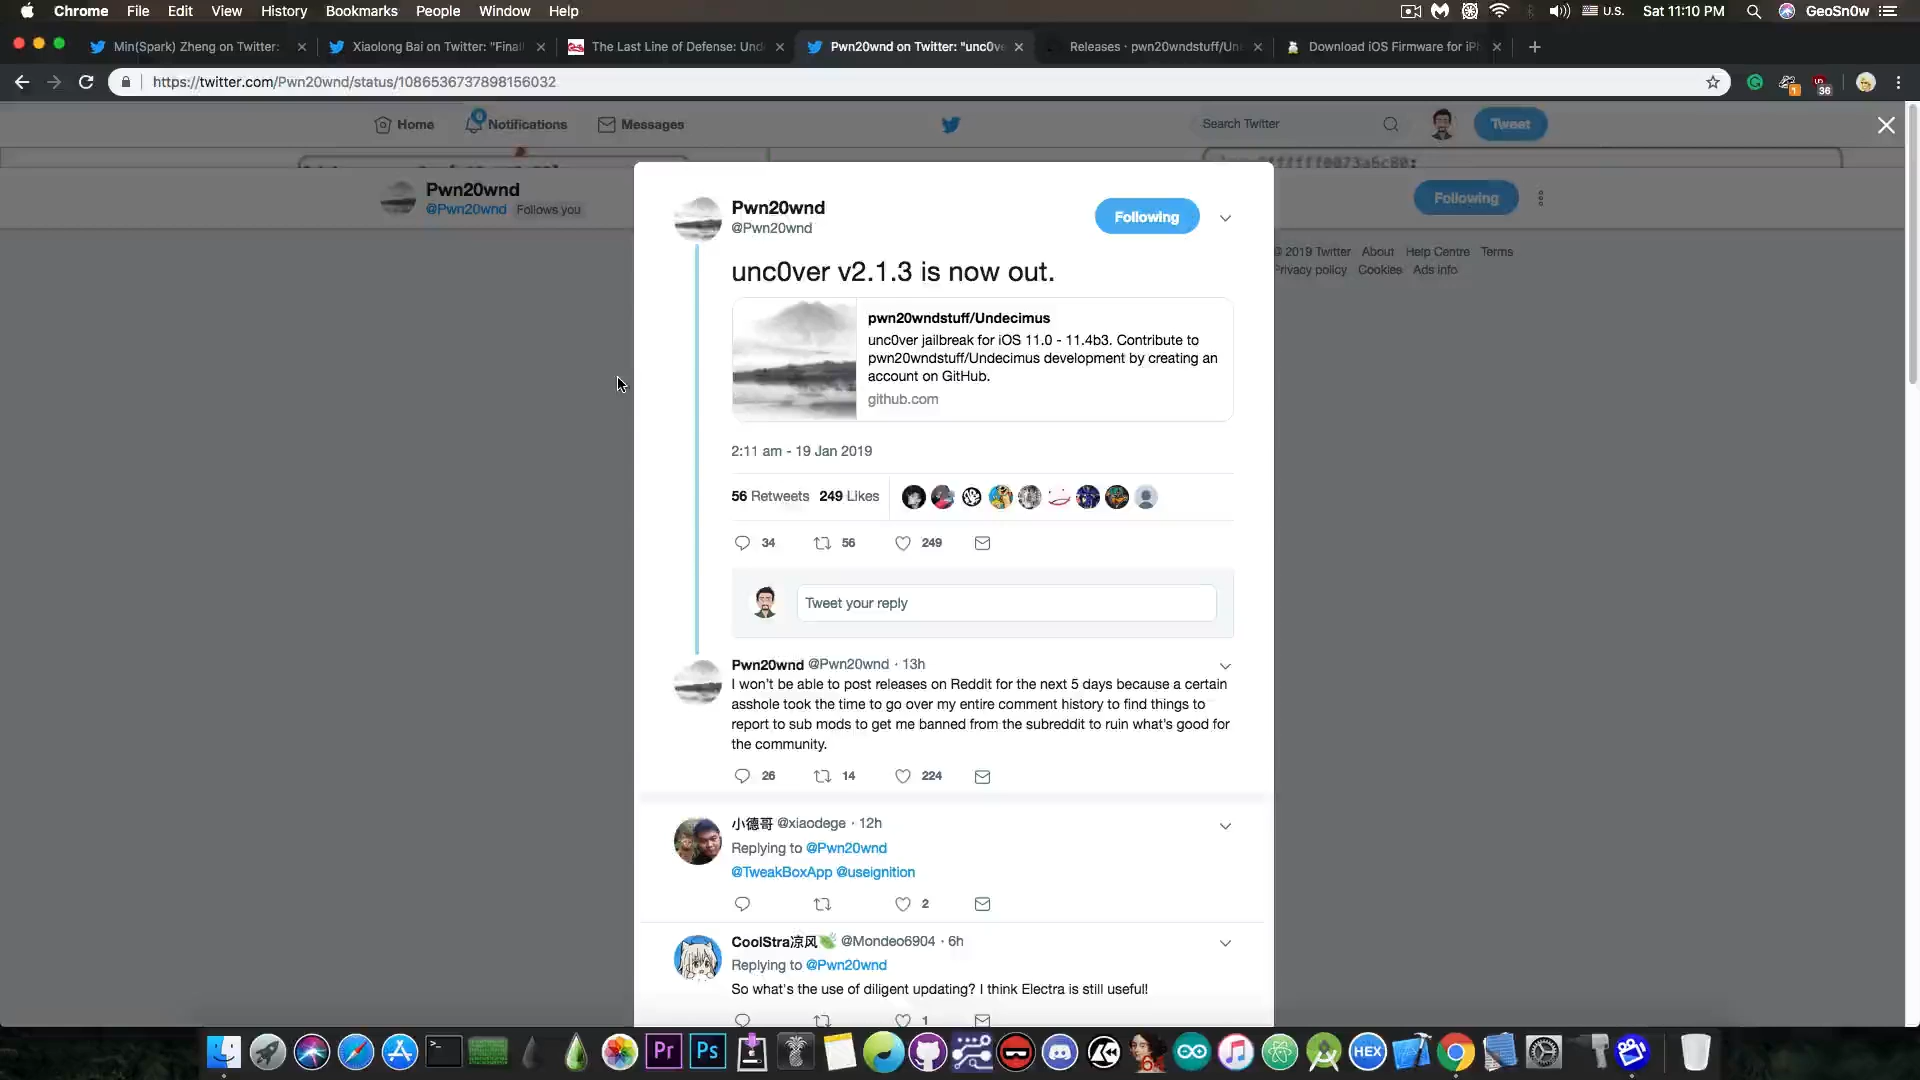 Chrome File Edit View History Bookmarks People Window Help
U.S. Sat 11:10 PM GeoSn0w
Min(Spark) Zheng on Twitter:
Xiaolong Bai on Twitter: "Finall
The Last Line of Defense: Und
Pwn20wnd on Twitter: "unc0ve
Releases · pwn20wndstuff/Un
Download iOS Firmware for iP
https://twitter.com/Pwn20wnd/status/1086536737898156032
1
36
Home Notifications Messages
Search Twitter
Tweet
Pwn20wnd
@Pwn20wnd Follows you
Following
© 2019 Twitter About Help Centre Terms
Privacy policy Cookies Ads info
Pwn20wnd
@Pwn20wnd
Following
unc0ver v2.1.3 is now out.
pwn20wndstuff/Undecimus
unc0ver jailbreak for iOS 11.0 - 11.4b3. Contribute to
pwn20wndstuff/Undecimus development by creating an
account on GitHub.
github.com
2:11 am - 19 Jan 2019
56 Retweets 249 Likes
34 56 249
Tweet your reply
Pwn20wnd @Pwn20wnd · 13h
I won't be able to post releases on Reddit for the next 5 days because a certain
asshole took the time to go over my entire comment history to find things to
report to sub mods to get me banned from the subreddit to ruin what's good for
the community.
26 14 224
小德哥 @xiaodege · 12h
Replying to @Pwn20wnd
@TweakBoxApp @useignition
2
CoolStra凉风 @Mondeo6904 · 6h
Replying to @Pwn20wnd
So what's the use of diligent updating? I think Electra is still useful!
1
Pr Ps HEX